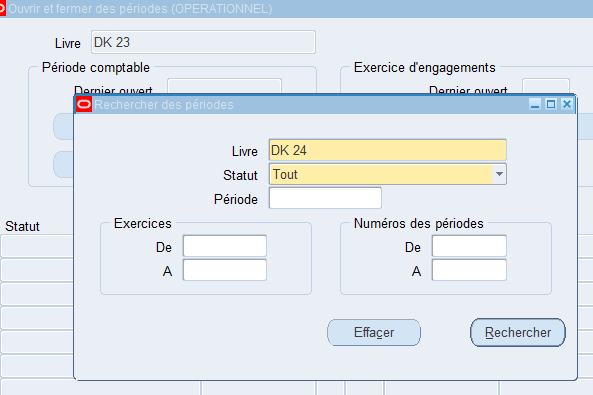 Ouvrir et fermer des périodes (OPERATIONNEL)
Livre DK 23
Période comptable
Exercice d'engagements
Dernier ouvert
Dernier ouvert
Rechercher des périodes
Livre DK 24
Statut Tout
Période
Exercices
Numéros des périodes
De
De
A
A
Effacer
Rechercher
Statut